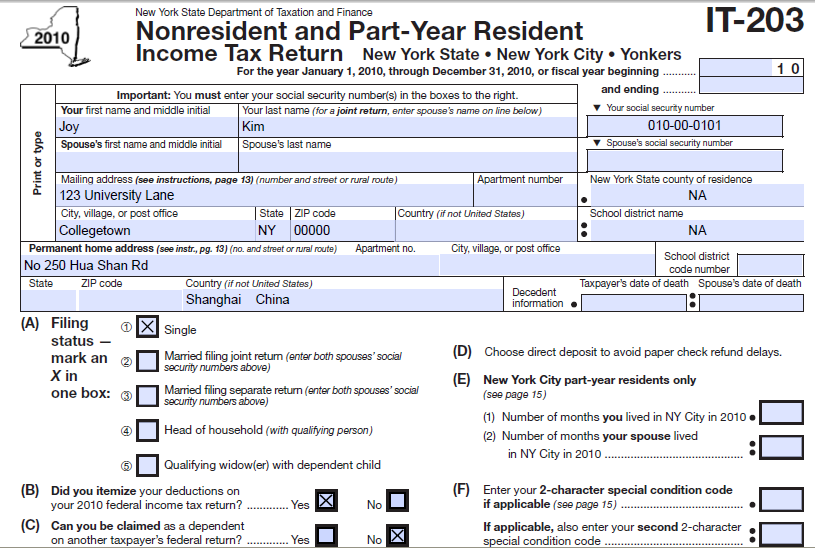 New York State Department of Taxation and Finance
IT-203
2010
Nonresident and Part-Year Resident
Income Tax Return New York State • New York City • Yonkers
For the year January 1, 2010, through December 31, 2010, or fiscal year beginning ........... 1 0
and ending ...........
Important: You must enter your social security number(s) in the boxes to the right.
Print or type
Your first name and middle initial Your last name (for a joint return, enter spouse's name on line below) ▼ Your social security number
Joy Kim 010-00-0101
Spouse's first name and middle initial Spouse's last name ▼ Spouse's social security number
Mailing address (see instructions, page 13) (number and street or rural route) Apartment number New York State county of residence
123 University Lane NA
City, village, or post office State ZIP code Country (if not United States) School district name
Collegetown NY 00000 NA
Permanent home address (see instr., pg. 13) (no. and street or rural route) Apartment no. City, village, or post office School district
code number
No 250 Hua Shan Rd
State ZIP code Country (if not United States) Decedent
information Taxpayer's date of death Spouse's date of death
Shanghai China
(A) Filing
status —
mark an
X in
one box:
① X Single
② Married filing joint return (enter both spouses' social
security numbers above)
③ Married filing separate return (enter both spouses' social
security numbers above)
④ Head of household (with qualifying person)
⑤ Qualifying widow(er) with dependent child
(B) Did you itemize your deductions on
your 2010 federal income tax return? ............. Yes X No
(C) Can you be claimed as a dependent
on another taxpayer's federal return? ............. Yes No X
(D) Choose direct deposit to avoid paper check refund delays.
(E) New York City part-year residents only
(see page 15)
(1) Number of months you lived in NY City in 2010
(2) Number of months your spouse lived
in NY City in 2010 ........................................
(F) Enter your 2-character special condition code
if applicable (see page 15) ................................
If applicable, also enter your second 2-character
special condition code ........................................